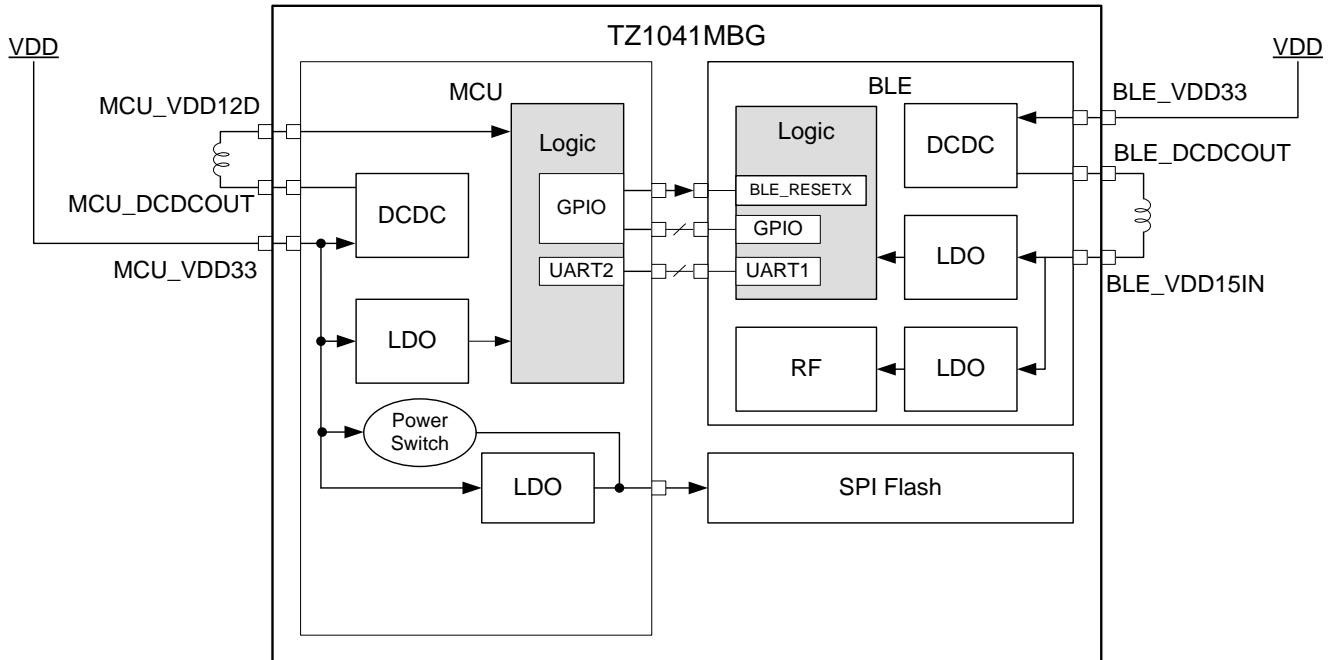 TZ1041MBG
VDD
VDD
MCU_VDD12D
MCU
BLE
BLE_VDD33
Logic
Logic
DCDC
BLE_DCDCOUT
MCU_DCDCOUT
DCDC
GPIO
BLE_RESETX
GPIO
MCU_VDD33
UART2
UART1
LDO
BLE_VDD15IN
LDO
RF
LDO
Power
Switch
LDO
SPI Flash